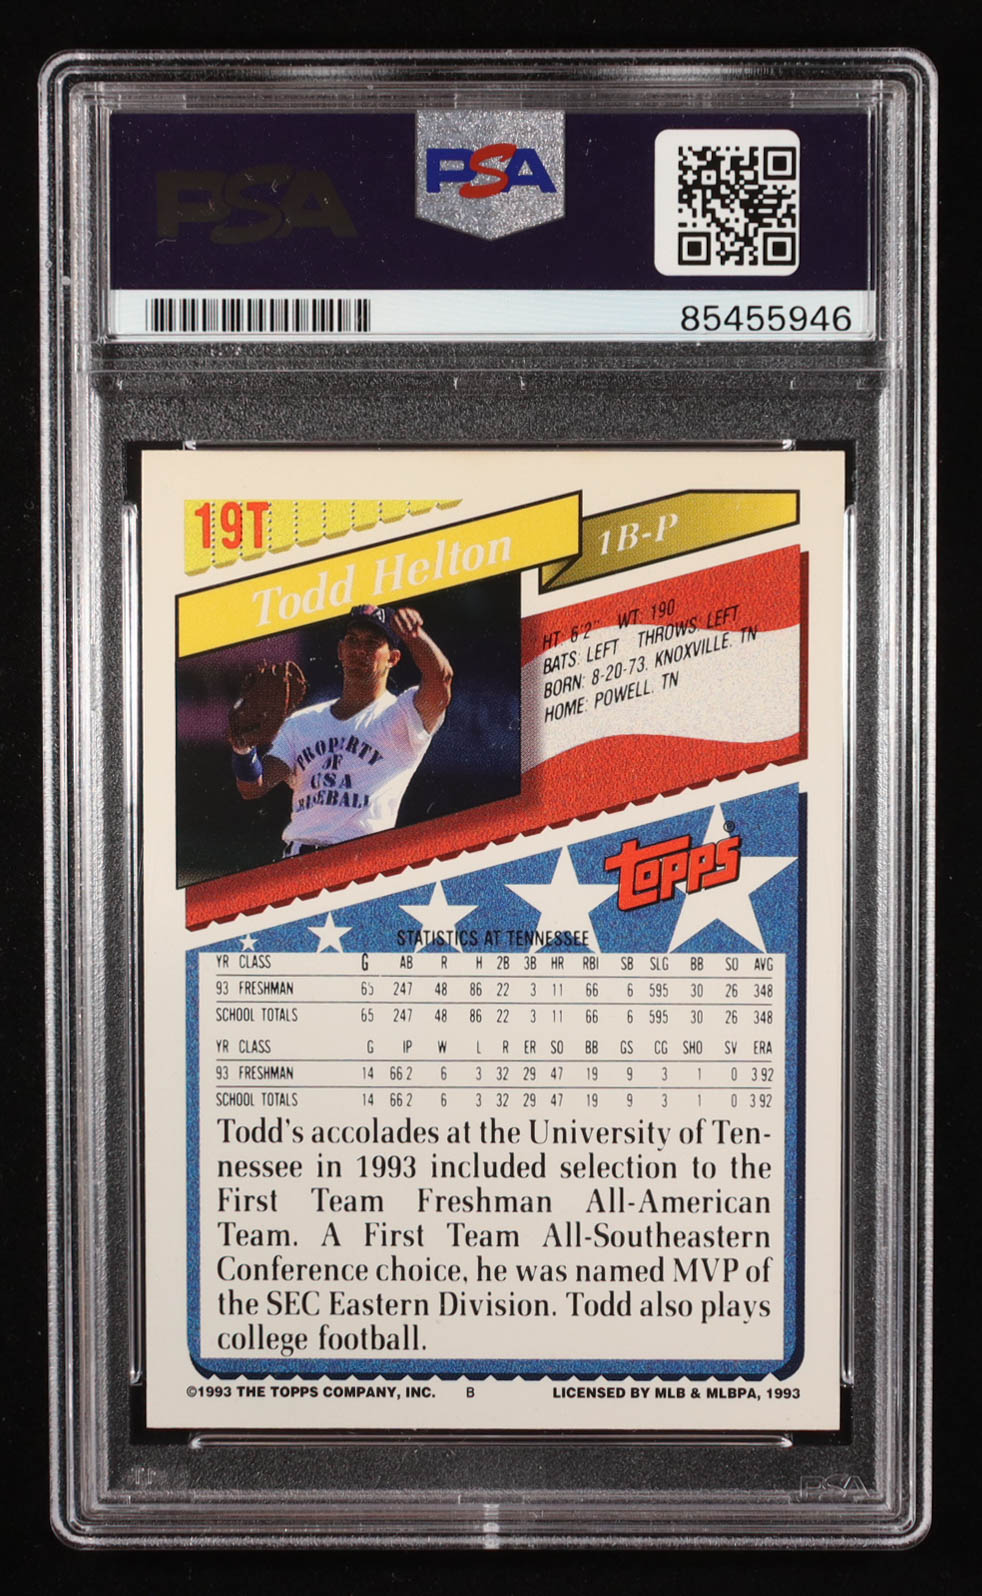 PSA
PSA
85455946
19T
Todd Helton
1B-P
HT: 6'2" WT: 190
BATS: LEFT THROWS: LEFT
BORN: 8-20-73, KNOXVILLE, TN
HOME: POWELL, TN
PROPERTY
OF
USA
BASEBALL
TOPPS®
STATISTICS AT TENNESSEE
YR CLASS G AB R H 2B 3B HR RBI SB SLG BB SO AVG
93 FRESHMAN 65 247 48 86 22 3 11 66 6 595 30 26 348
SCHOOL TOTALS 65 247 48 86 22 3 11 66 6 595 30 26 348
YR CLASS G IP W L R ER SO BB GS CG SHO SV ERA
93 FRESHMAN 14 66 2 6 3 32 29 47 19 9 3 1 0 3 92
SCHOOL TOTALS 14 66 2 6 3 32 29 47 19 9 3 1 0 3 92
Todd's accolades at the University of Ten-
nessee in 1993 included selection to the
First Team Freshman All-American
Team. A First Team All-Southeastern
Conference choice, he was named MVP of
the SEC Eastern Division. Todd also plays
college football.
©1993 THE TOPPS COMPANY, INC. B LICENSED BY MLB & MLBPA, 1993
PSA